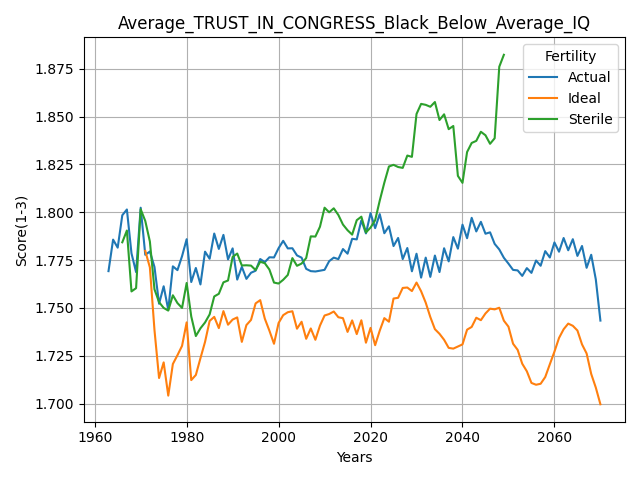 Average_TRUST_IN_CONGRESS_Black_Below_Average_IQ
Fertility
Actual
Ideal
Sterile
Score(1-3)
1.875
1.850
1.825
1.800
1.775
1.750
1.725
1.700
1960
1980
2000
2020
2040
2060
Years